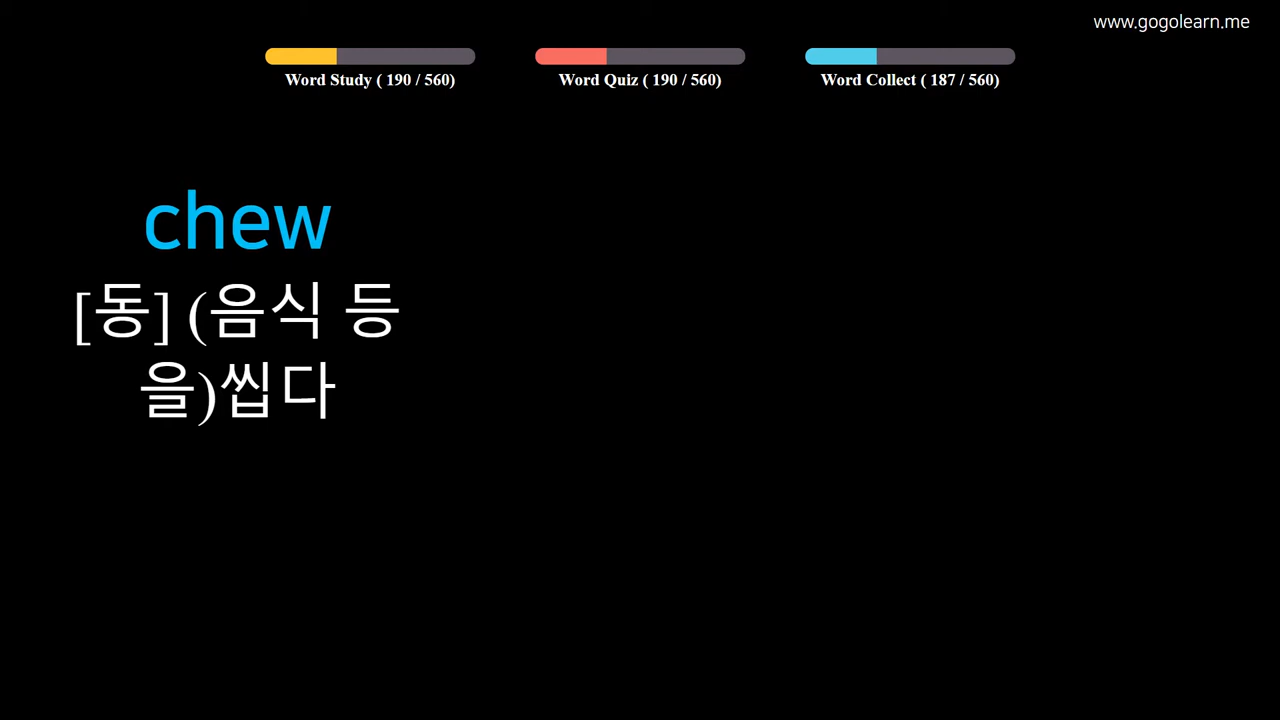 www.gogolearn.me
Word Study ( 190 / 560)
Word Quiz ( 190 / 560)
Word Collect ( 187 / 560)
chew
[동] (음식 등
을)씹다